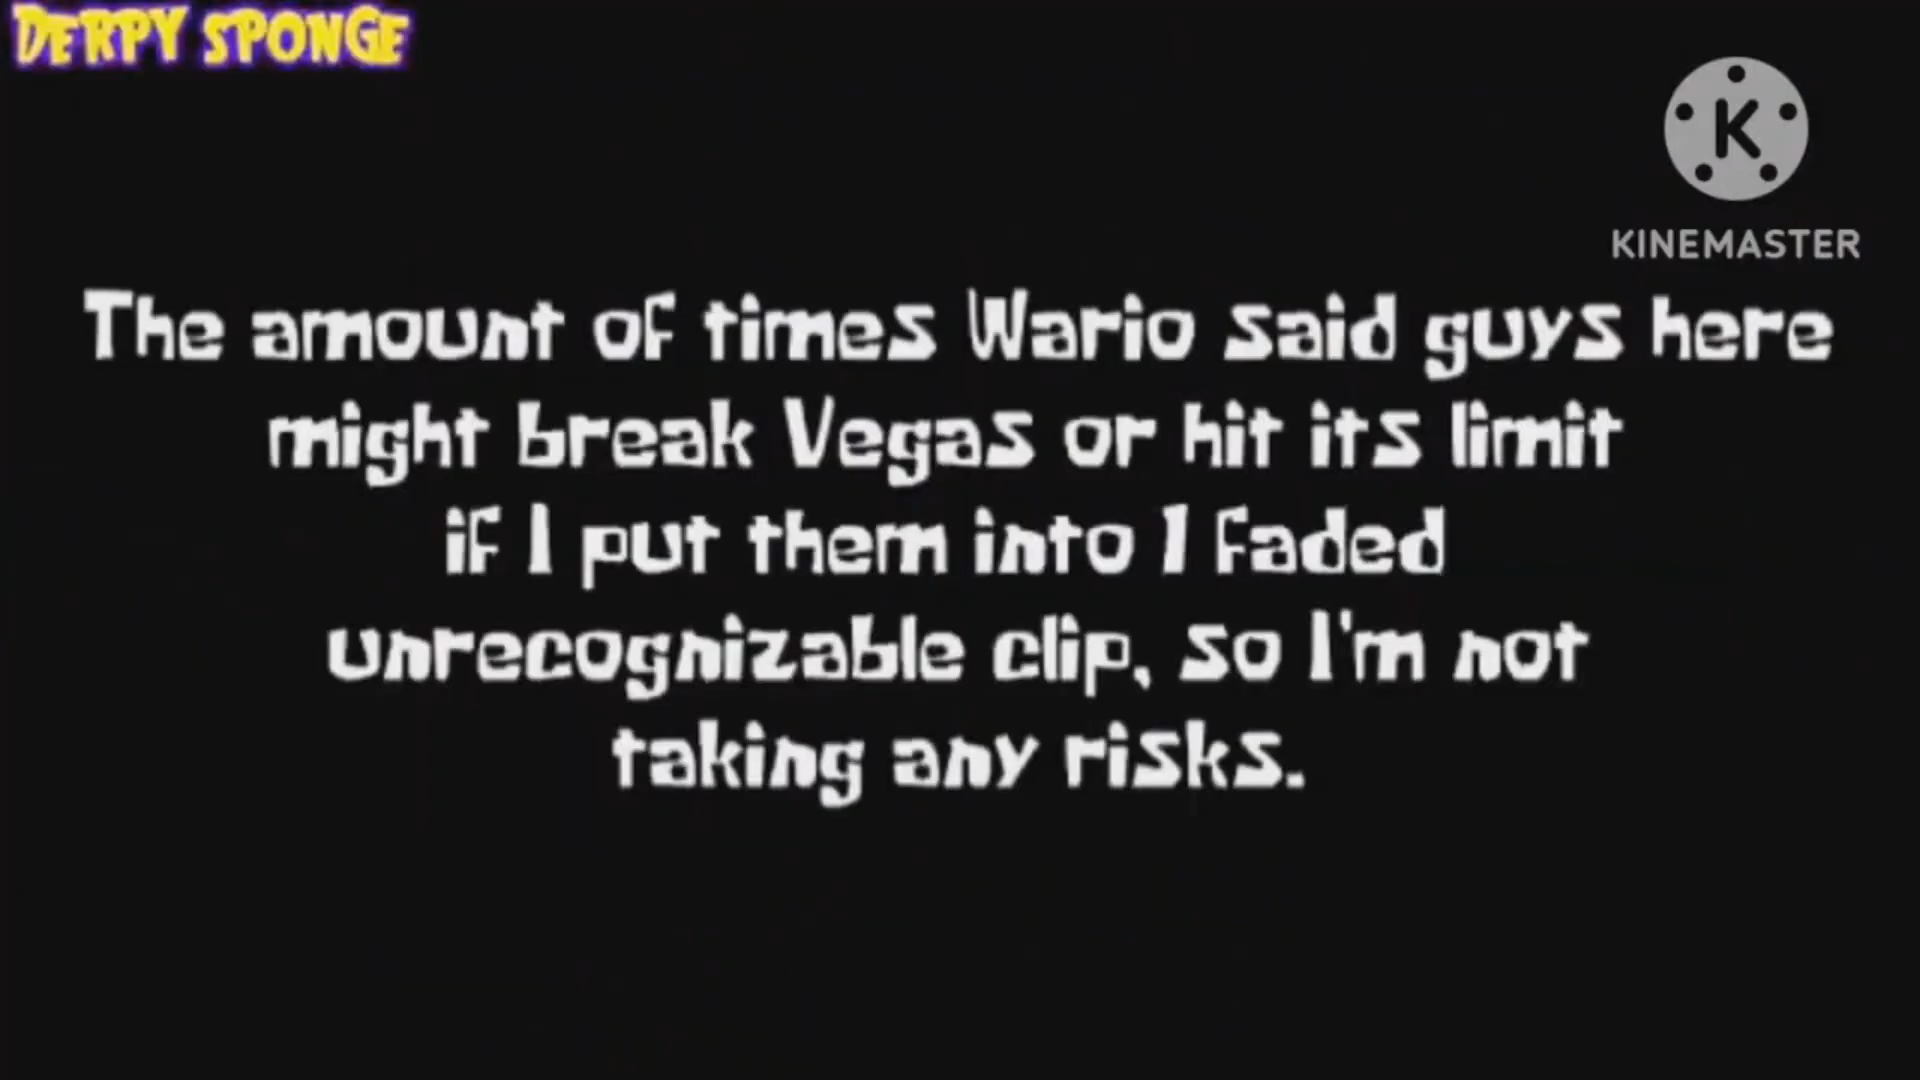 DERPY SPONGE
K
KINEMASTER
The amount of times Wario said guys here
might break Vegas or hit its limit
if I put them into 1 faded
unrecognizable clip, so I'm not
taking any risks.